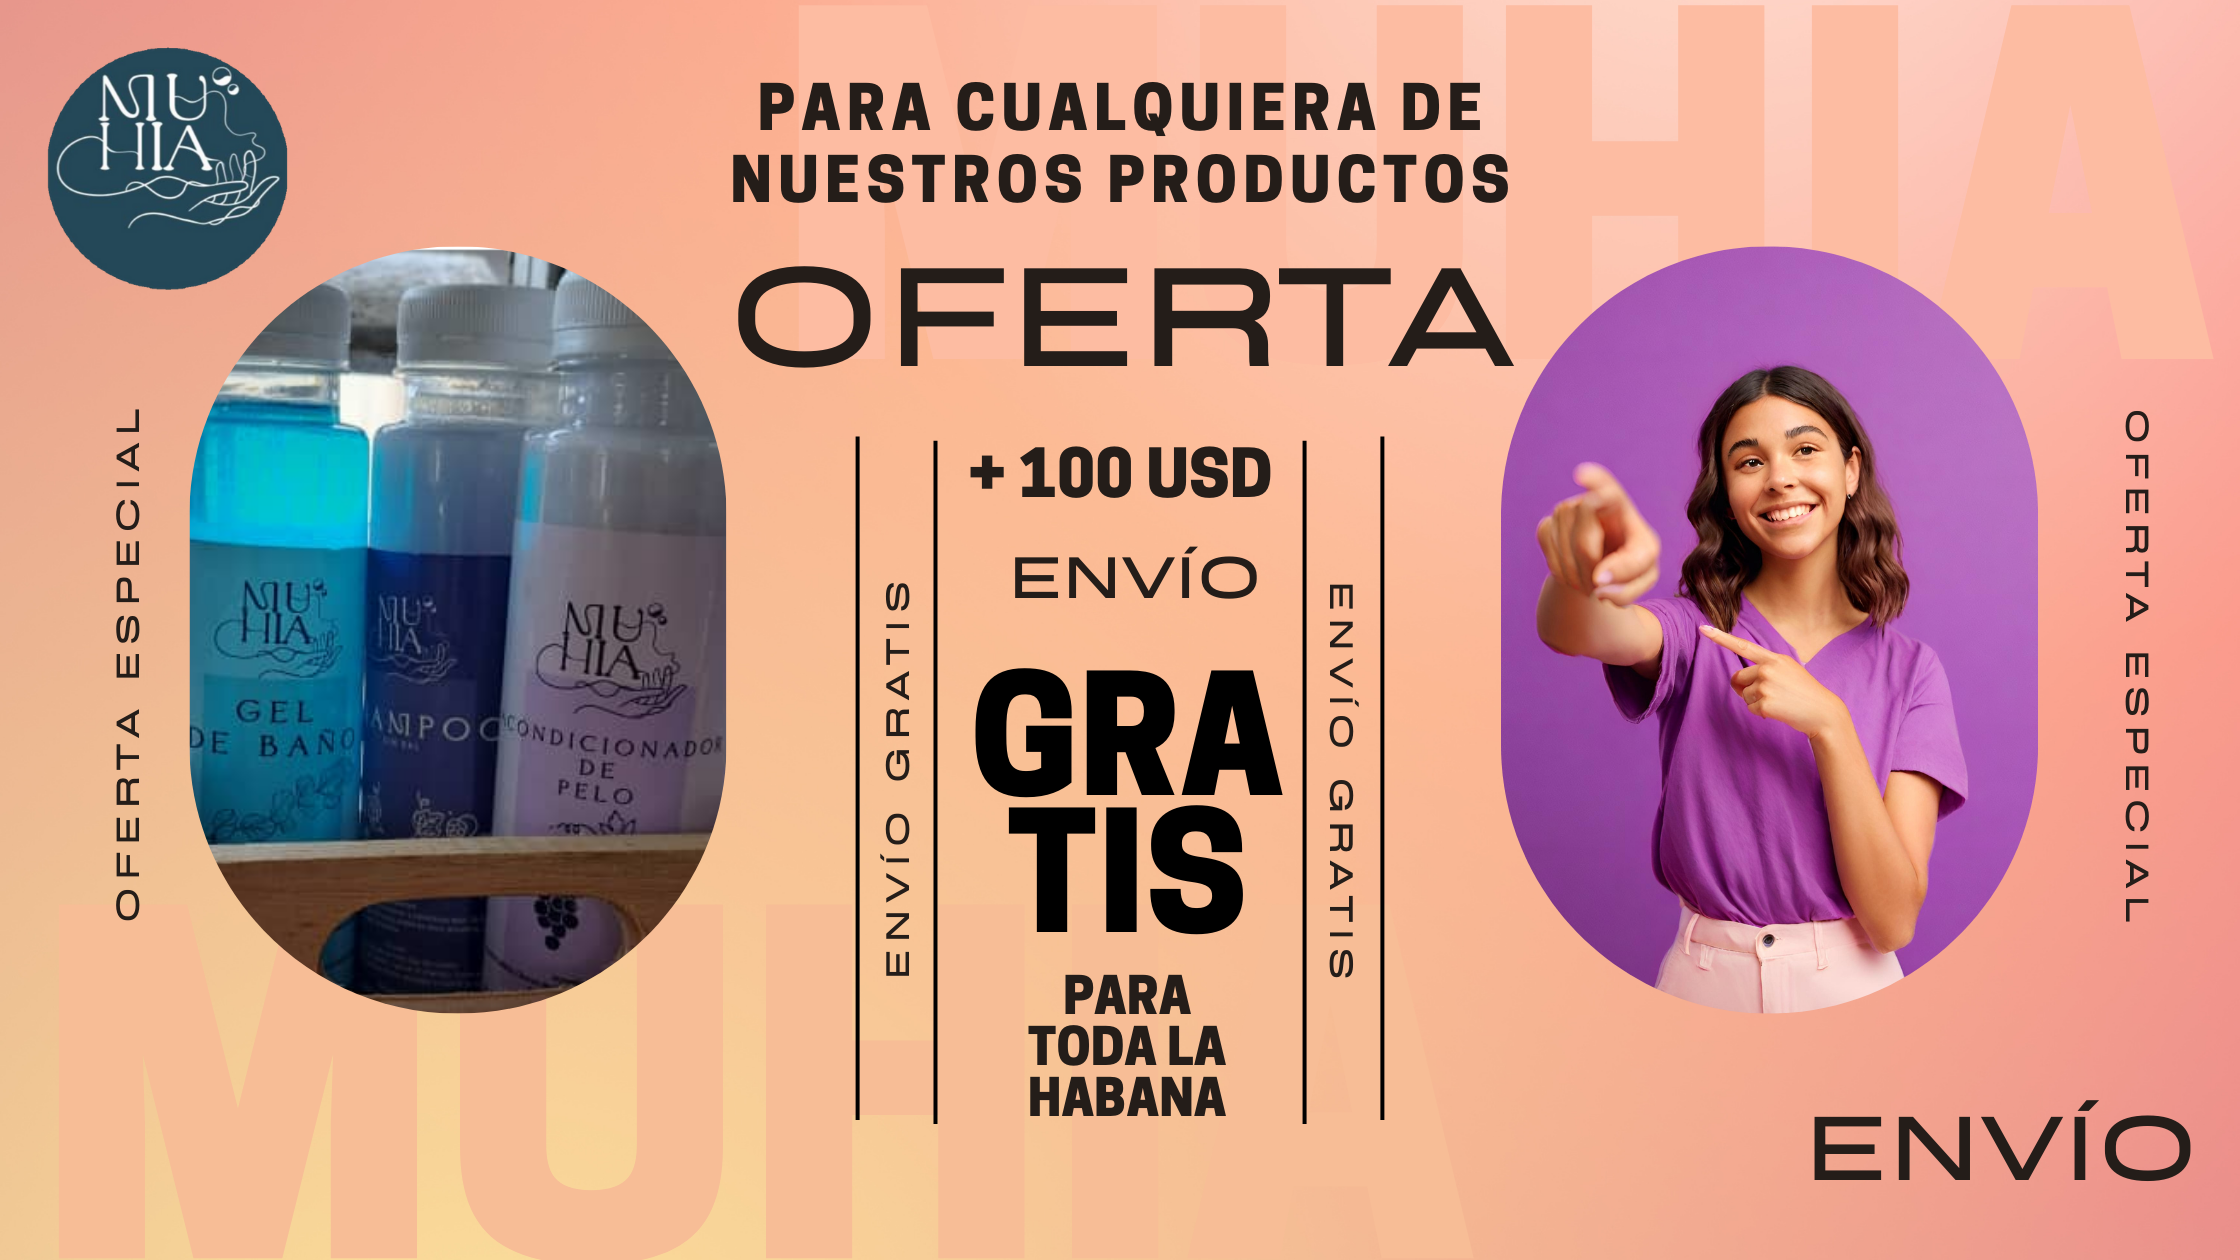 MUHIA
MU
HIA
PARA CUALQUIERA DE
NUESTROS PRODUCTOS
OFERTA
OFERTA ESPECIAL
MU
HIA
GEL
DE BAÑO
MU
HIA
AMPOO
MU
HIA
ACONDICIONADOR
DE
PELO
ENVÍO GRATIS
+ 100 USD
ENVÍO
GRA
TIS
PARA
TODA LA
HABANA
ENVÍO GRATIS
OFERTA ESPECIAL
MUHIA
ENVÍO